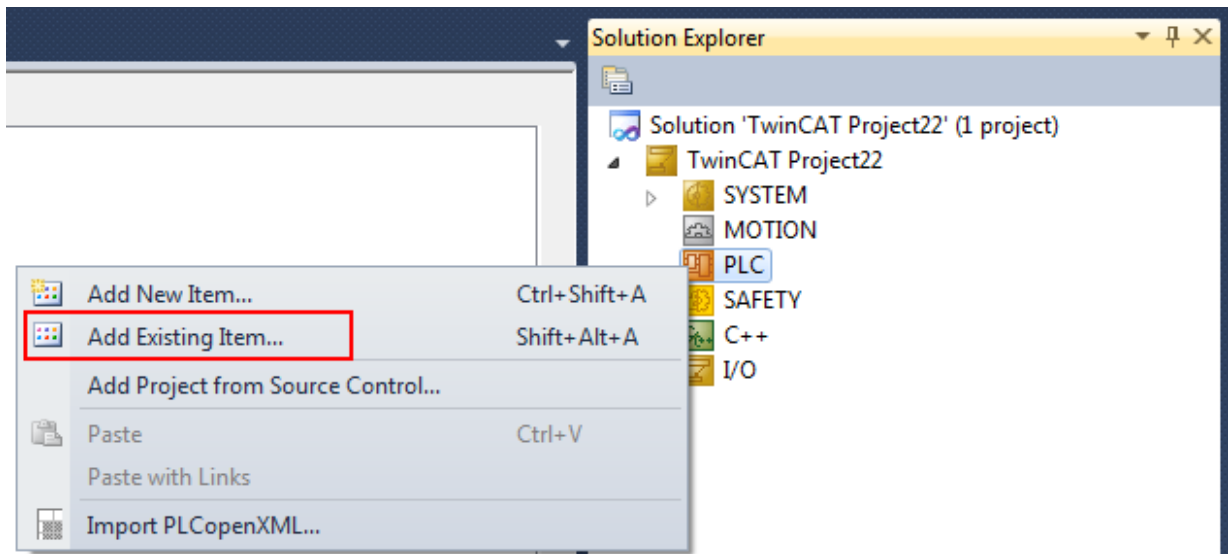 Solution Explorer
Solution 'TwinCAT Project22' (1 project)
TwinCAT Project22
SYSTEM
MOTION
PLC
SAFETY
C++
I/O
Add New Item... Ctrl+Shift+A
Add Existing Item... Shift+Alt+A
Add Project from Source Control...
Paste Ctrl+V
Paste with Links
Import PLCopenXML...